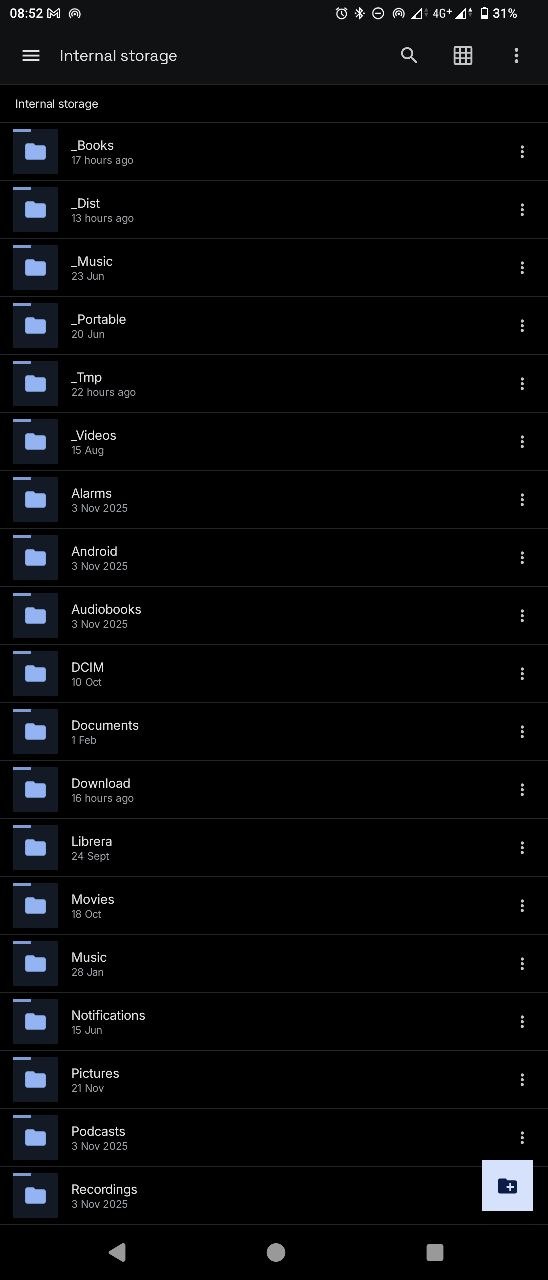 08:52
4G+ 31%
Internal storage
Internal storage
_Books
17 hours ago
_Dist
13 hours ago
_Music
23 Jun
_Portable
20 Jun
_Tmp
22 hours ago
_Videos
15 Aug
Alarms
3 Nov 2025
Android
3 Nov 2025
Audiobooks
3 Nov 2025
DCIM
10 Oct
Documents
1 Feb
Download
16 hours ago
Librera
24 Sept
Movies
18 Oct
Music
28 Jan
Notifications
15 Jun
Pictures
21 Nov
Podcasts
3 Nov 2025
Recordings
3 Nov 2025